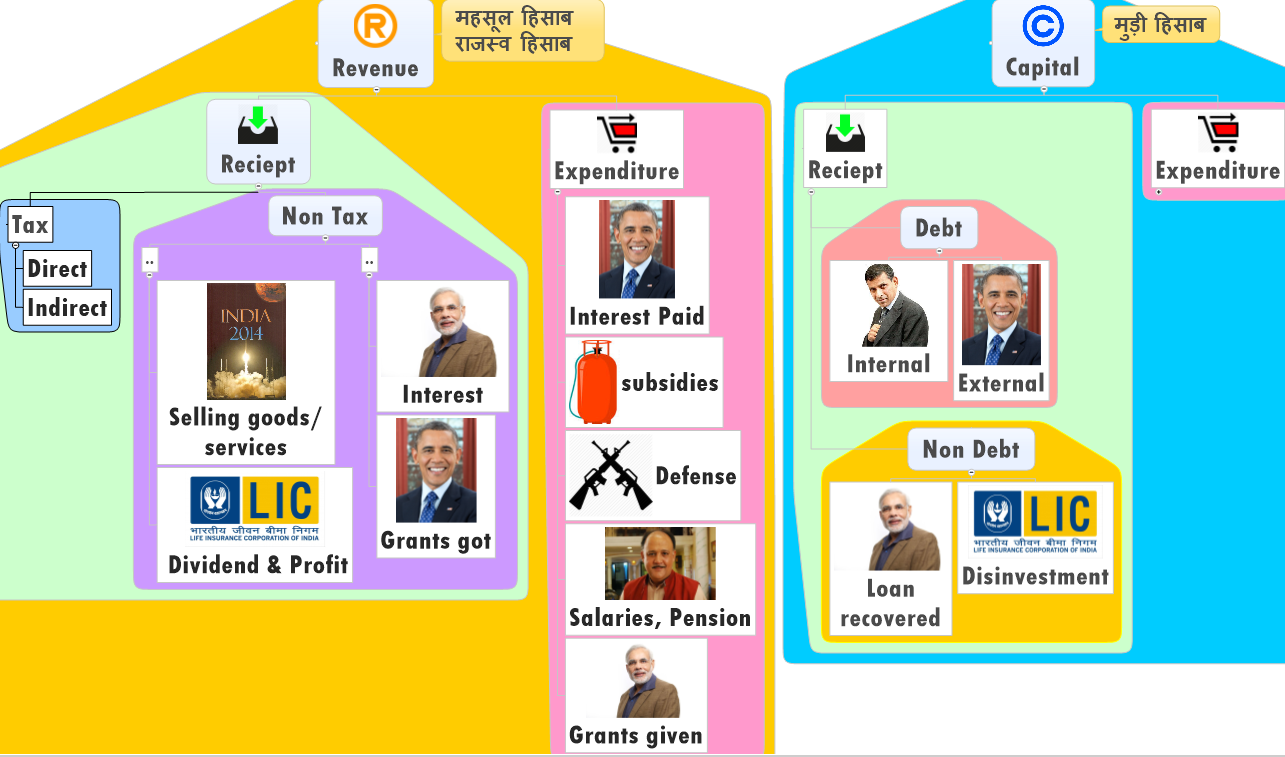 ®
महसूल हिसाब
राजस्व हिसाब
Revenue
Reciept
Tax
Direct
Indirect
Non Tax
..
..
INDIA
2014
Selling goods/
services
LIC
भारतीय जीवन बीमा निगम
LIFE INSURANCE CORPORATION OF INDIA
Dividend & Profit
Interest
Grants got
Expenditure
Interest Paid
subsidies
Defense
Salaries, Pension
Grants given
©
मुड़ी हिसाब
Capital
Reciept
Debt
Internal
External
Non Debt
Loan
recovered
LIC
भारतीय जीवन बीमा निगम
LIFE INSURANCE CORPORATION OF INDIA
Disinvestment
Expenditure